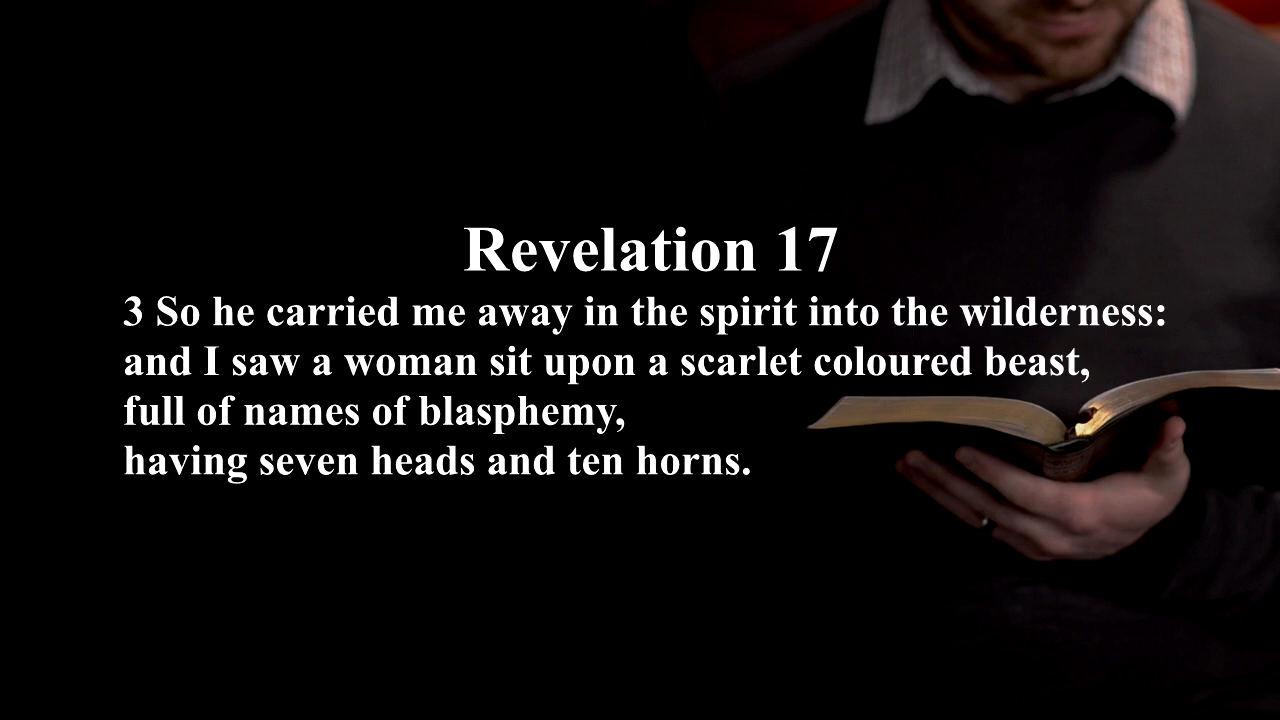 Revelation 17
3 So he carried me away in the spirit into the wilderness:
and I saw a woman sit upon a scarlet coloured beast,
full of names of blasphemy,
having seven heads and ten horns.